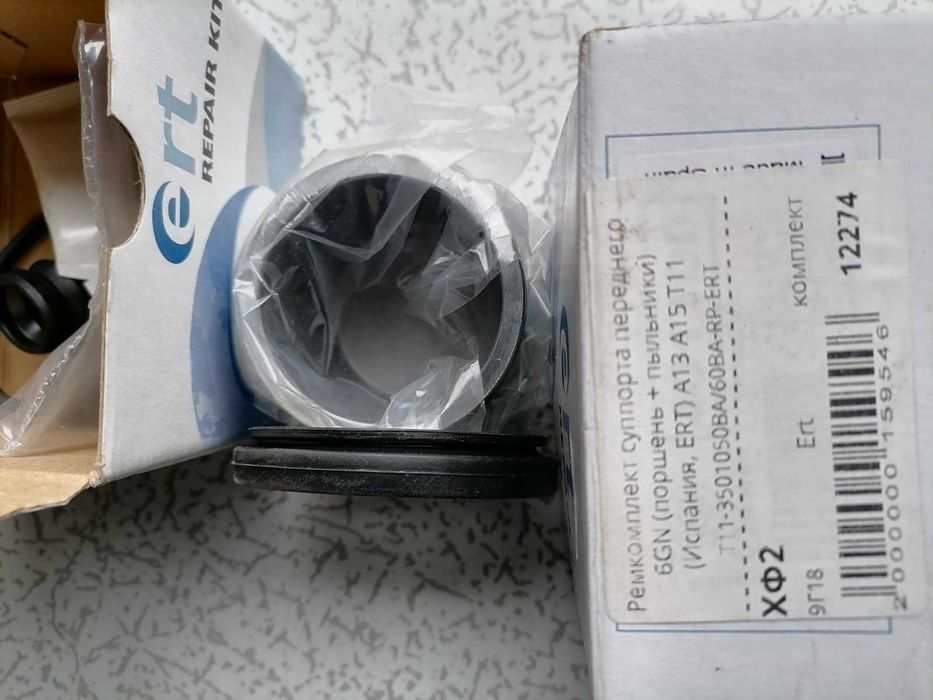 ert
REPAIR KIT
Ремкомплект суппорта переднего
6GN (поршень + пыльники)
(Испания, ERT) A13 A15 T11
T11-3501050BA/60BA-RP-ERT
ХФ2
комплект
9Г18
Ert
12274
2000000159546